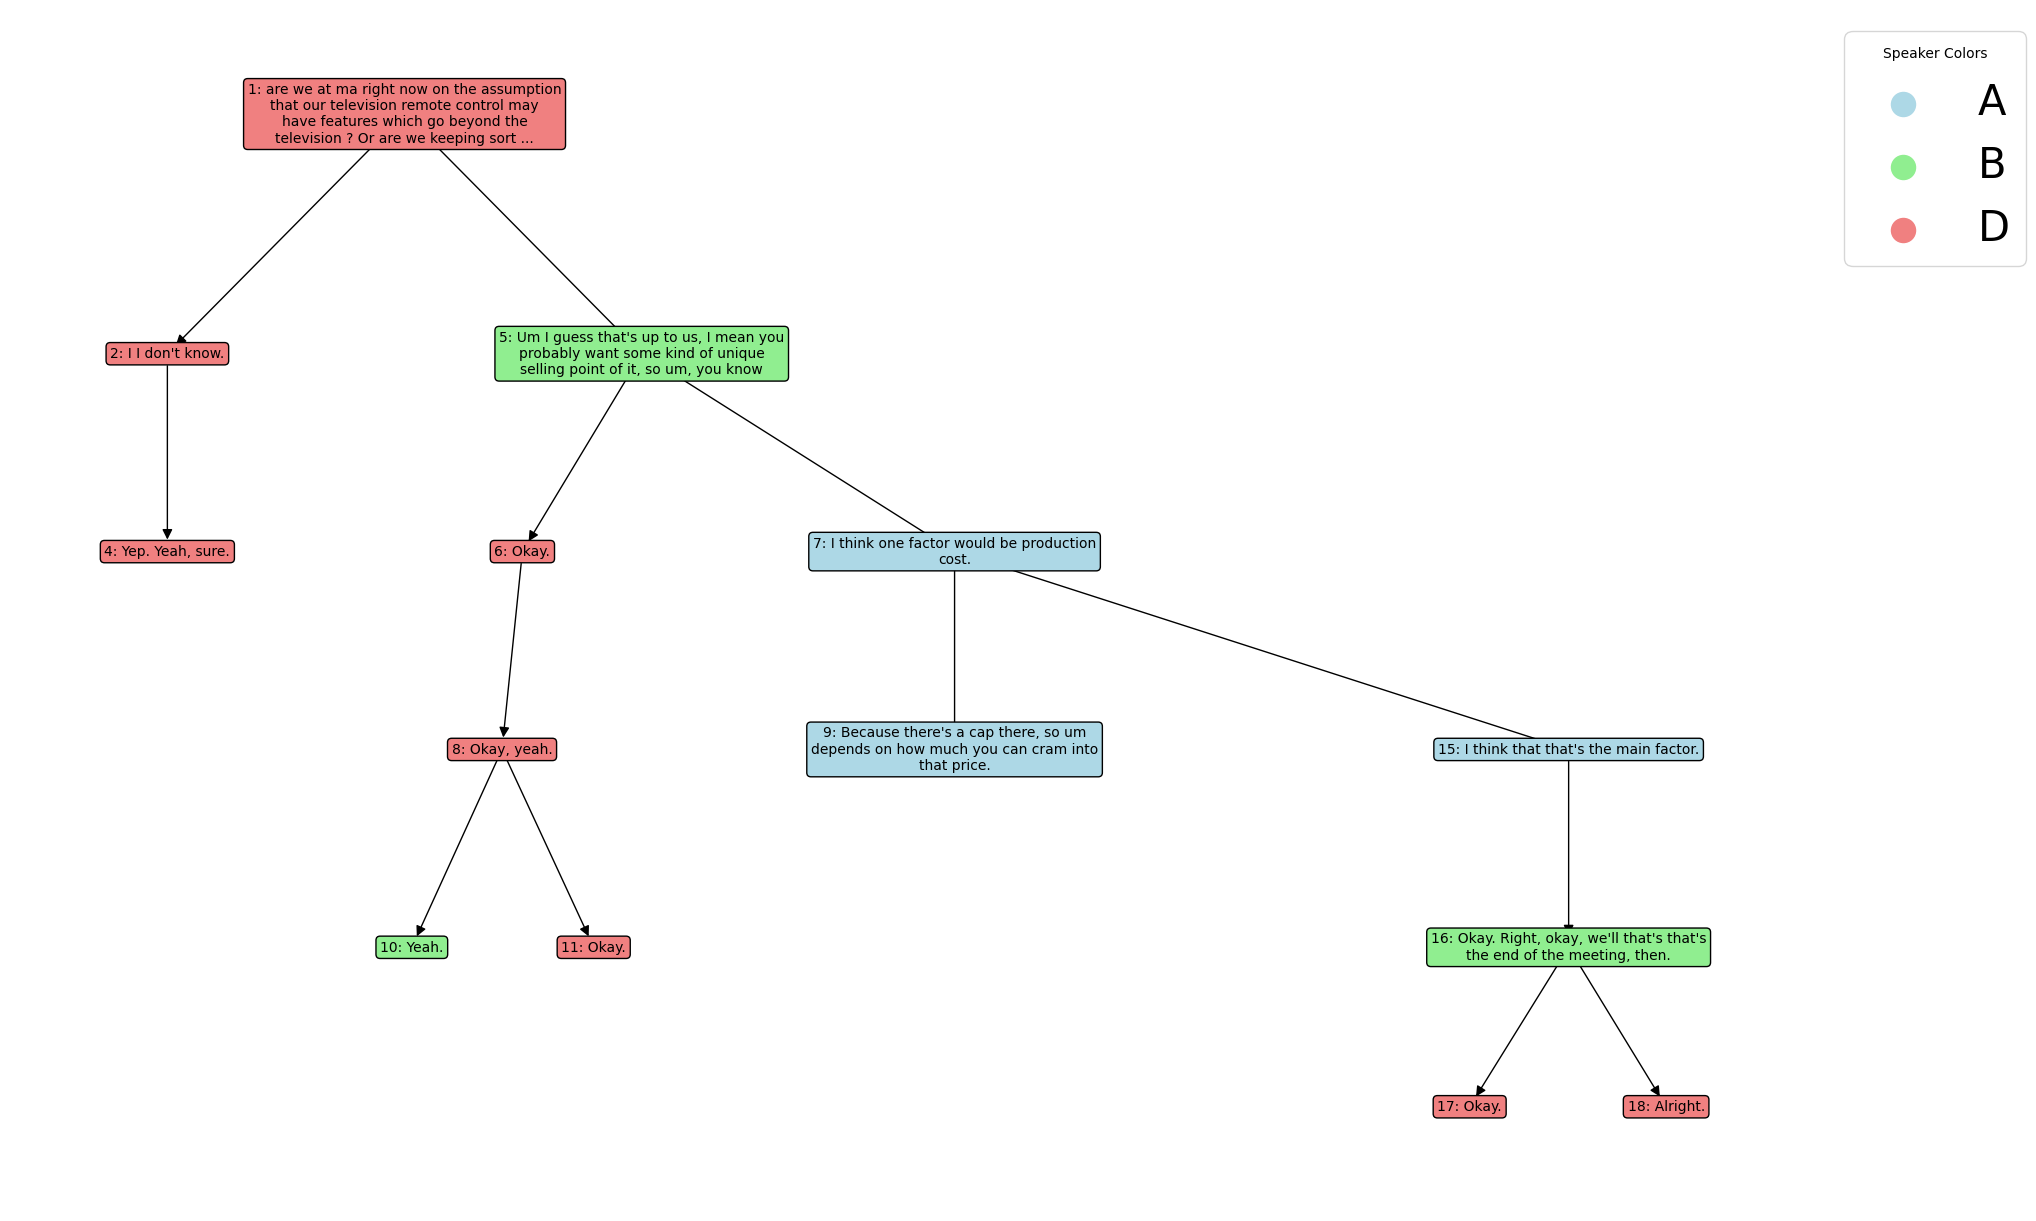 1: are we at ma right now on the assumption
that our television remote control may
have features which go beyond the
television ? Or are we keeping sort ...
Speaker Colors
A
B
D
2: I I don't know.
5: Um I guess that's up to us, I mean you
probably want some kind of unique
selling point of it, so um, you know
4: Yep. Yeah, sure.
6: Okay.
7: I think one factor would be production
cost.
8: Okay, yeah.
9: Because there's a cap there, so um
depends on how much you can cram into
that price.
15: I think that that's the main factor.
10: Yeah.
11: Okay.
16: Okay. Right, okay, we'll that's that's
the end of the meeting, then.
17: Okay.
18: Alright.